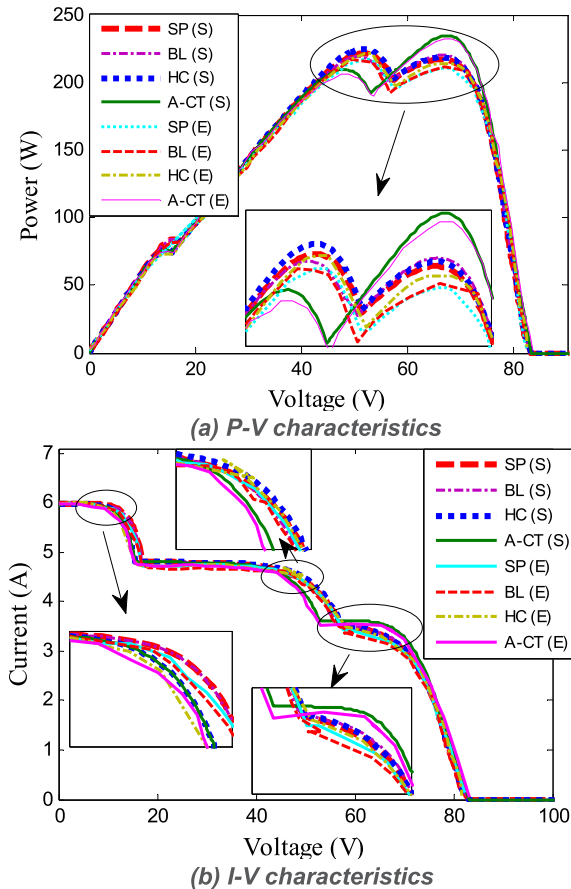 SP (S)
BL (S)
HC (S)
A-CT (S)
SP (E)
BL (E)
HC (E)
A-CT (E)
Power (W)
250
200
150
100
50
0
0
20
40
60
80
Voltage (V)
(a) P-V characteristics
SP (S)
BL (S)
HC (S)
A-CT (S)
SP (E)
BL (E)
HC (E)
A-CT (E)
Current (A)
7
6
5
4
3
2
1
0
0
20
40
60
80
100
Voltage (V)
(b) I-V characteristics